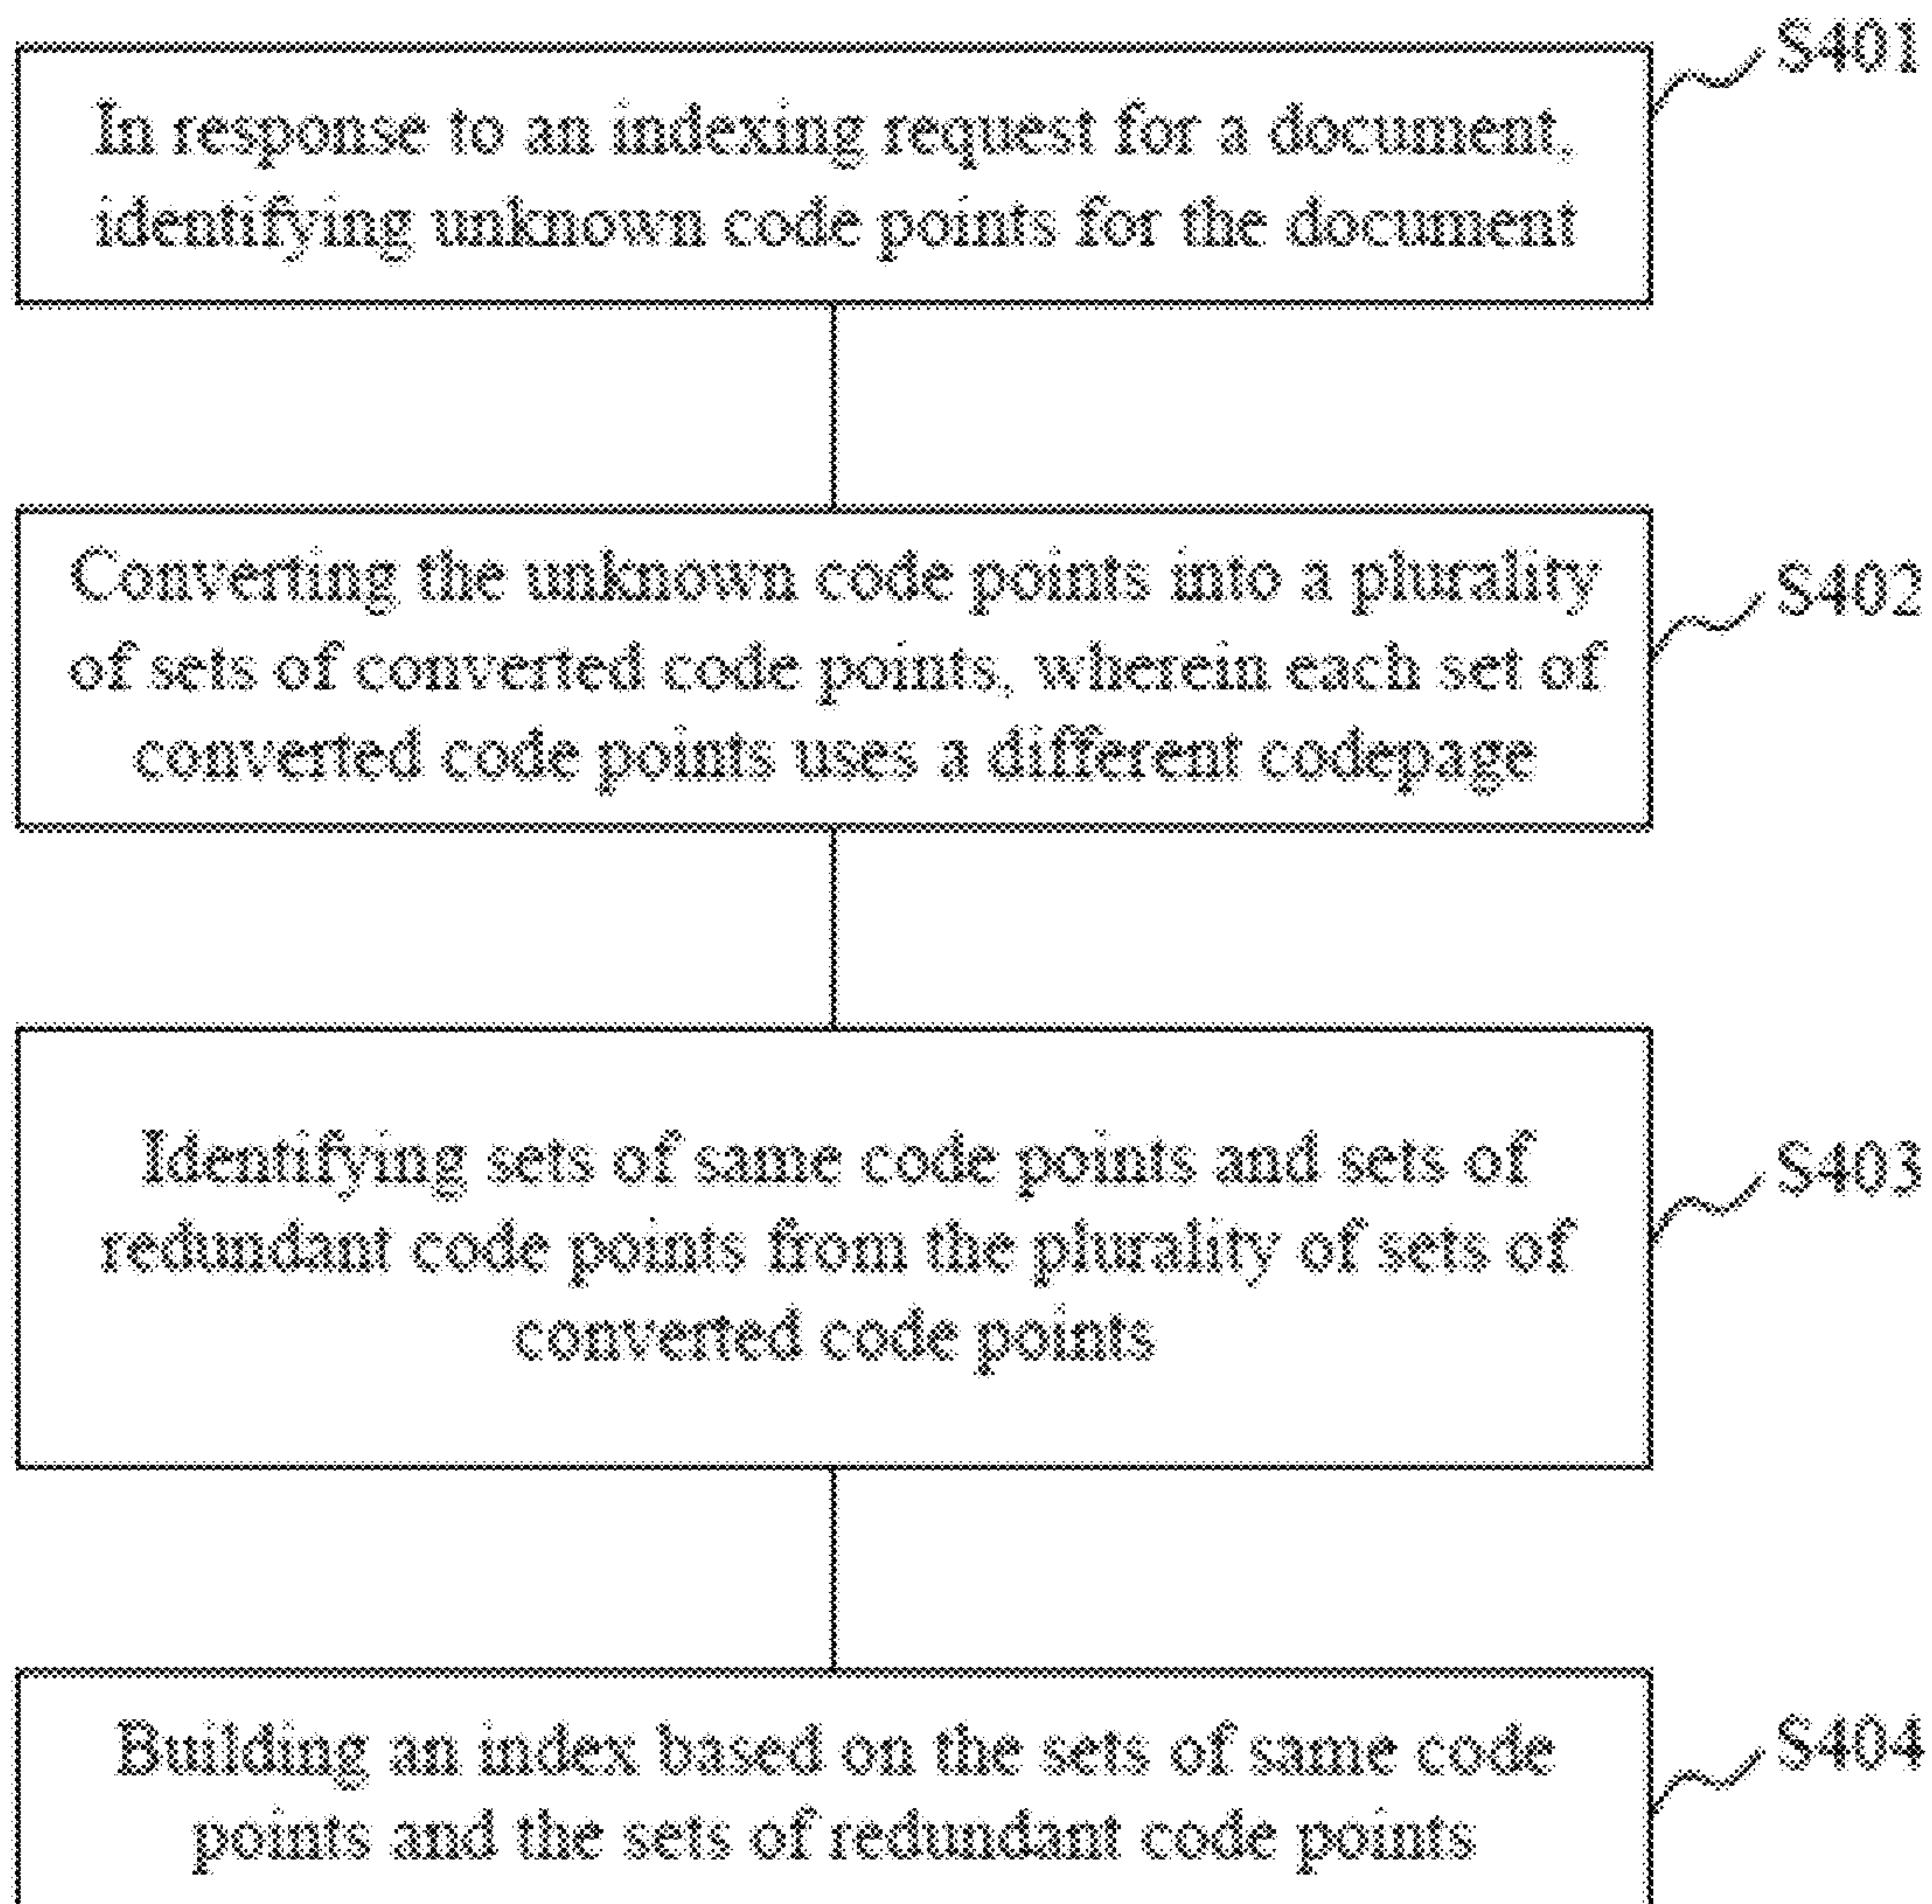 S401
In response to an indexing request for a document,
identifying unknown code points for the document
Converting the unknown code points into a plurality
S402
of sets of converted code points, wherein each set of
converted code points uses a different codepage
Identifying sets of same code points and sets of
S403
redundant code points from the plurality of sets of
converted code points
Building an index based on the sets of same code
S404
points and the sets of redundant code points